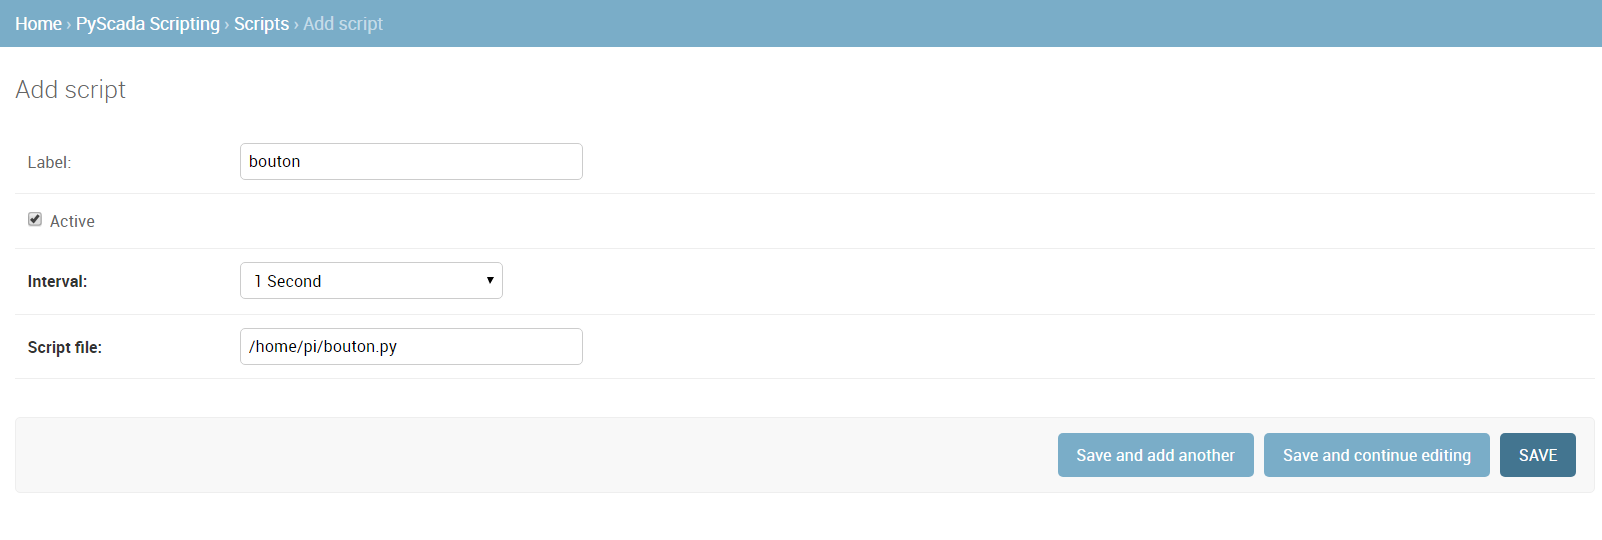 Home › PyScada Scripting › Scripts › Add script
Add script
Label:
bouton
Active
Interval:
1 Second
Script file:
/home/pi/bouton.py
Save and add another
Save and continue editing
SAVE